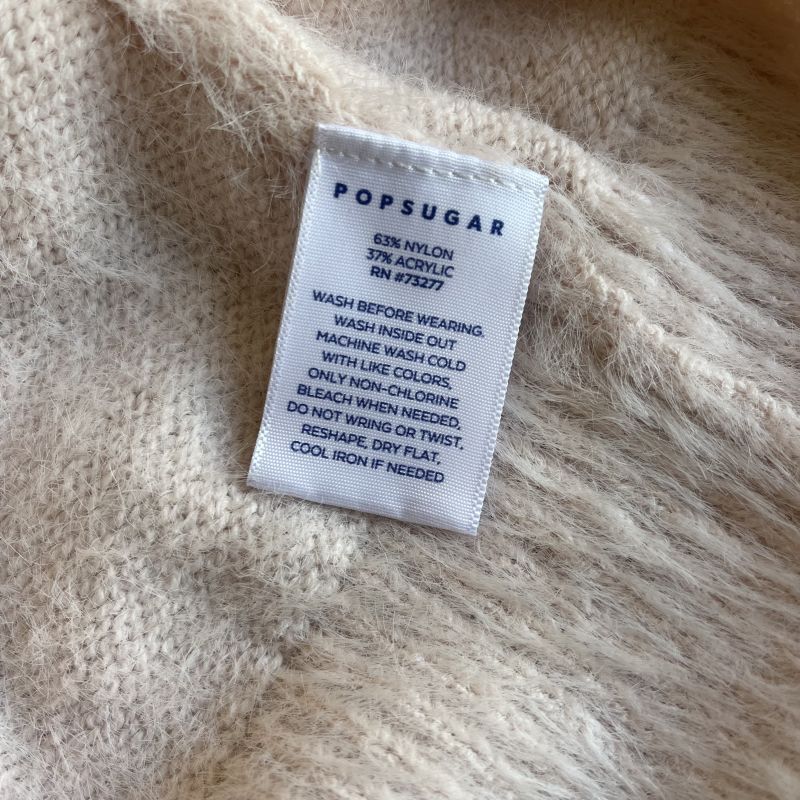 POPSUGAR
63% NYLON
37% ACRYLIC
RN #73277
WASH BEFORE WEARING.
WASH INSIDE OUT
MACHINE WASH COLD
WITH LIKE COLORS,
ONLY NON-CHLORINE
BLEACH WHEN NEEDED.
DO NOT WRING OR TWIST,
RESHAPE, DRY FLAT,
COOL IRON IF NEEDED